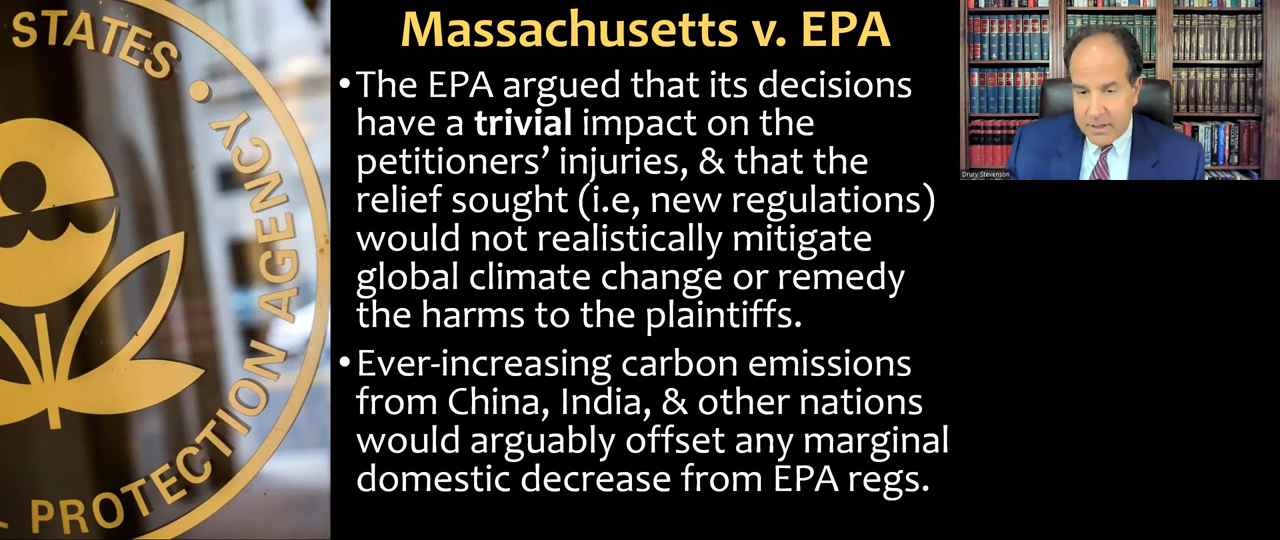 Massachusetts v. EPA
•The EPA argued that its decisions
have a trivial impact on the
petitioners’ injuries, & that the
relief sought (i.e, new regulations)
would not realistically mitigate
global climate change or remedy
the harms to the plaintiffs.
•Ever-increasing carbon emissions
from China, India, & other nations
would arguably offset any marginal
domestic decrease from EPA regs.
STATES
PROTECTION AGENCY
Drury Stevenson